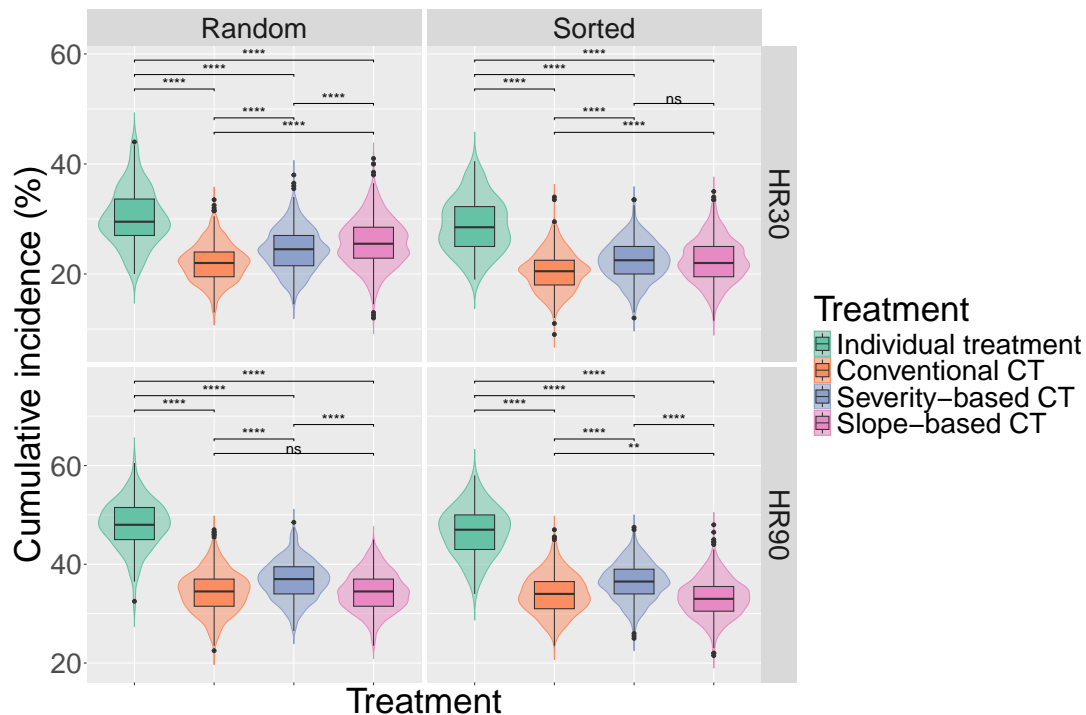 Random
Sorted
Cumulative incidence (%)
60
40
20
****
****
****
****
****
****
****
****
****
ns
****
****
HR30
60
40
20
****
****
****
****
****
ns
****
****
****
****
****
**
HR90
Treatment
Treatment
Individual treatment
Conventional CT
Severity−based CT
Slope−based CT